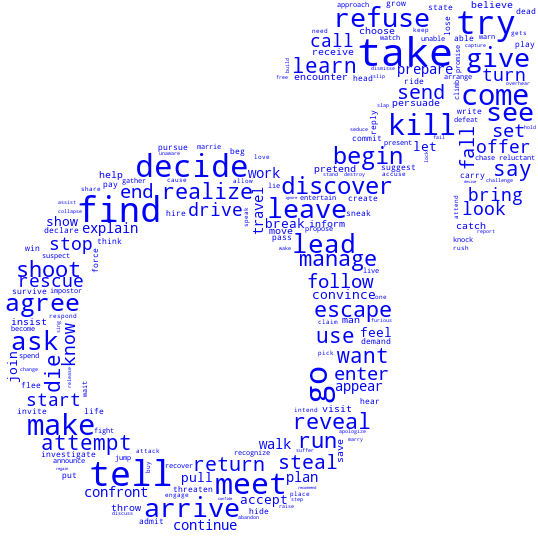 approach grow state believe dead
refuse try
need keep unable able lose warn gets
call choose take play
watch promise capture
receive give
build learn prepare turn overhear
dismisse slip
encounter head climb arrange
free ride come
send
slap persuade
reply kill write see
defeat hold
seduce commit fail set
pursue marrie beg love begin present let fall offer
unaware lock chase reluctant
decide pretend suggest say
help gather cause work stand destroy accuse carry
pay allow lie discover decide challenge
share end realize ignore entertain create bring
assist find travel leave sneak attend look
collapse hire drive speak
show break inform propose catch
declare explain move report
stop think pass lead knock
win wake rush
suspect force manage
shoot live
rescue follow
survive impostor convince one
agree escape
respond claim man furious
insist use feel
become sing demand
ask know want
spend pick
join change die release go enter
flee wait appear
start hear
invite life intend visit
make fight reveal apologize
attempt run marry
walk save
investigate attack recognize suffer
announce jump recover return steal
regain tell buy
put pull meet plan
confront threaten recommend
engage confide accept place
throw arrive hide step
discuss abandon raise
admit continue